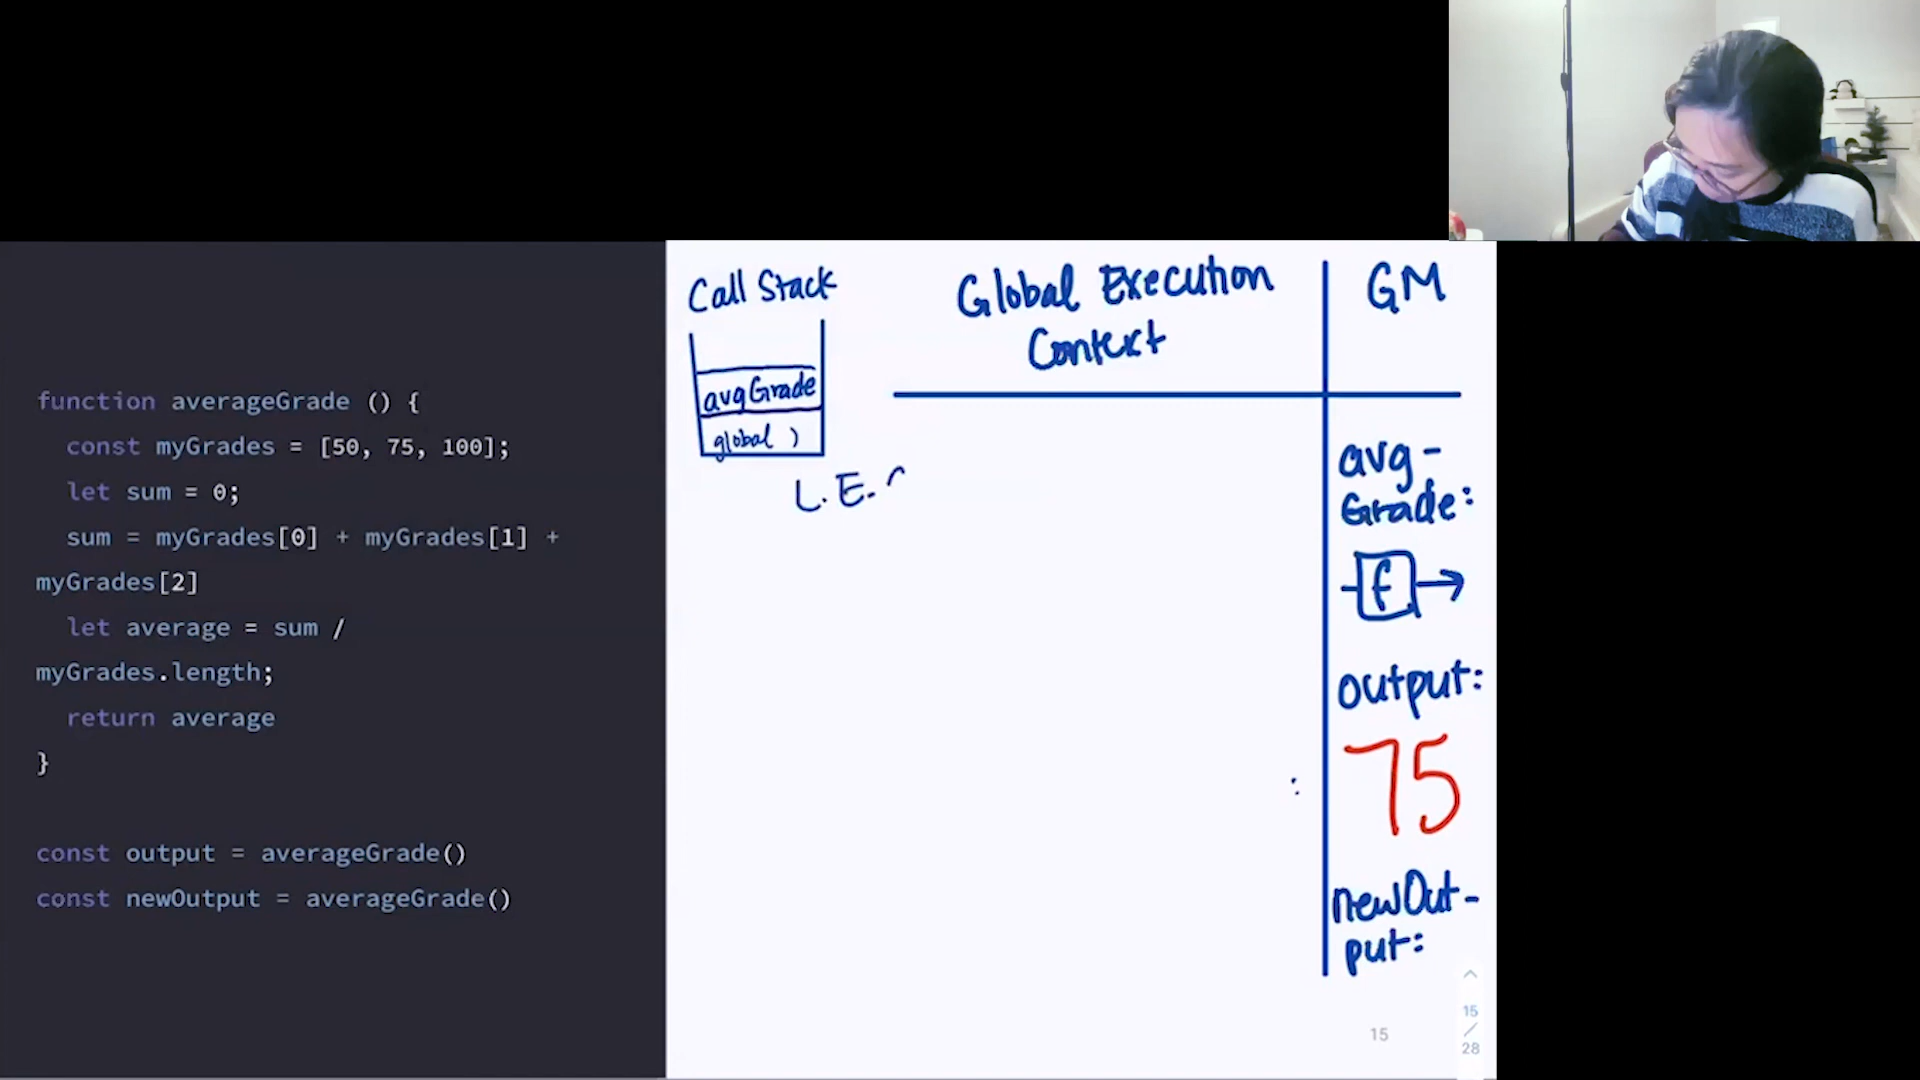 function averageGrade () {
const myGrades = [50, 75, 100];
let sum = 0;
sum = myGrades[0] + myGrades[1] +
myGrades[2]
let average = sum /
myGrades.length;
return average
}
const output = averageGrade()
const newOutput = averageGrade()
Call Stack
avgGrade
global )
L.E.
Global Execution
Context
GM
avg-
Grade:
f
output:
75
:
newOut-
put:
15
15
/
28